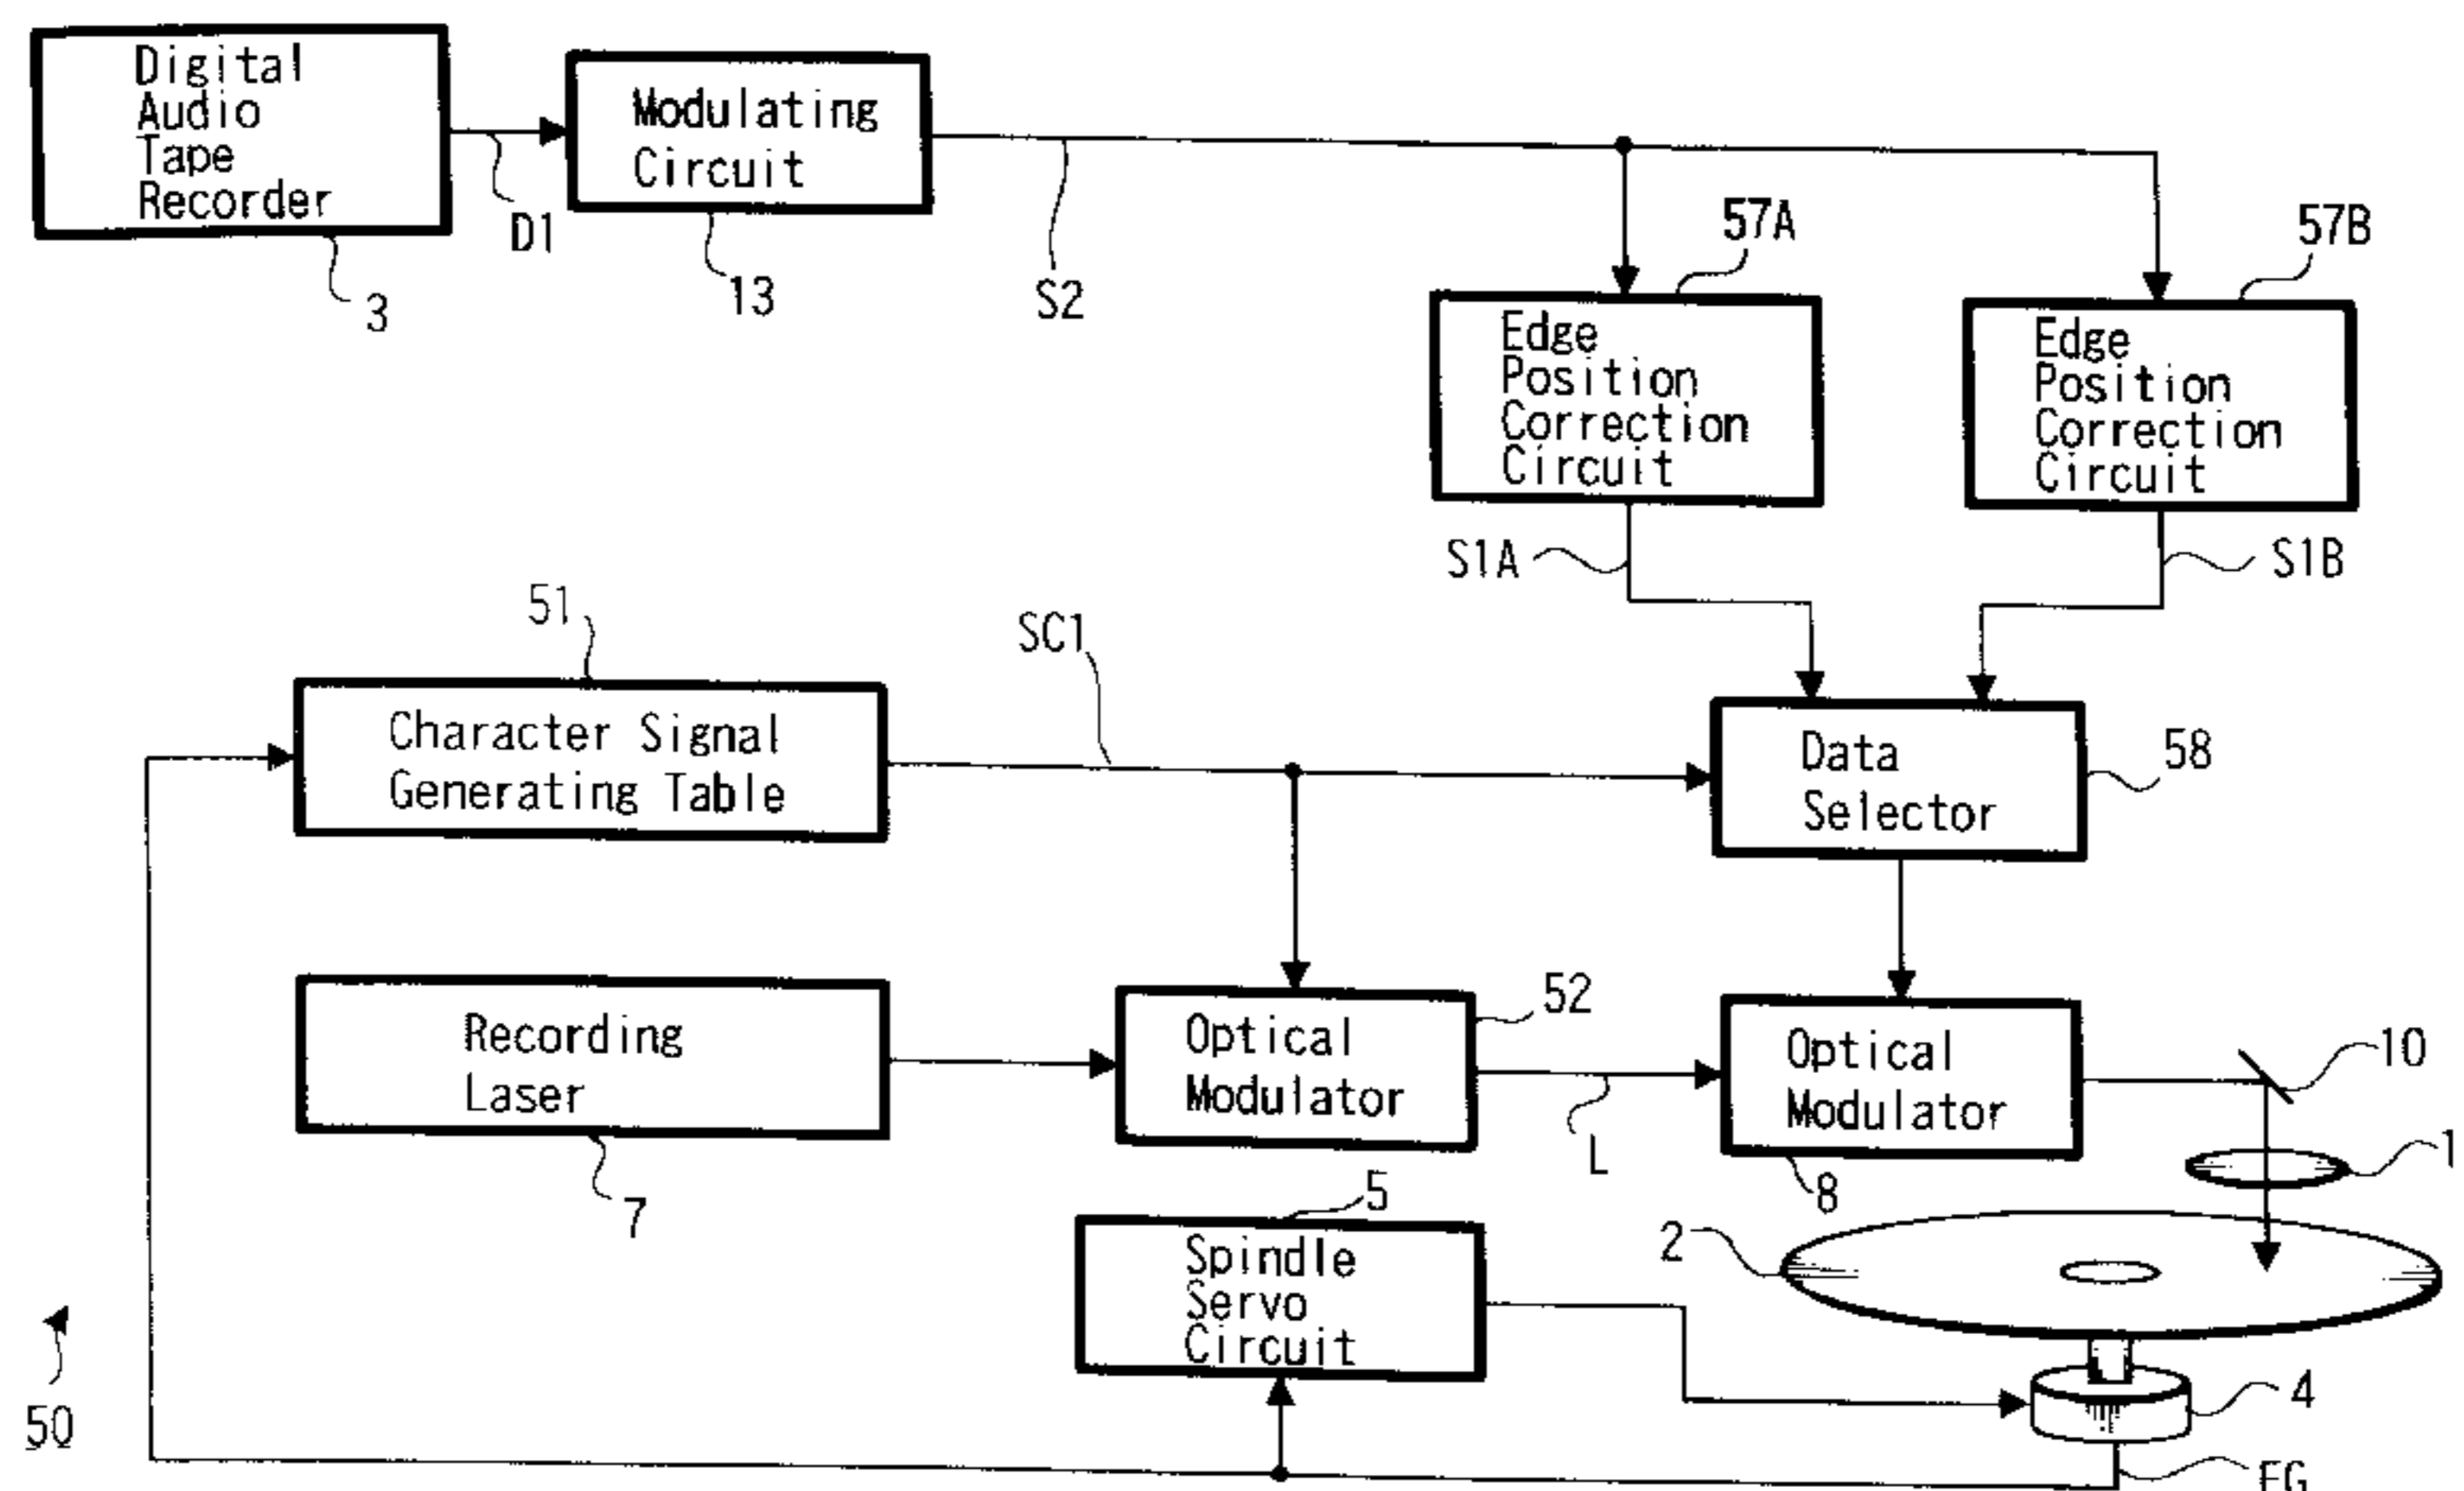 Digital
Audio
Tape
Recorder
3
D1
Modulating
Circuit
13
S2
57A
57B
Edge
Position
Correction
Circuit
Edge
Position
Correction
Circuit
S1A
S1B
51
SC1
Character Signal
Generating Table
Data
Selector
58
Recording
Laser
7
Optical
Modulator
52
L
Optical
Modulator
8
10
1
5
Spindle
Servo
Circuit
2
4
50
FG